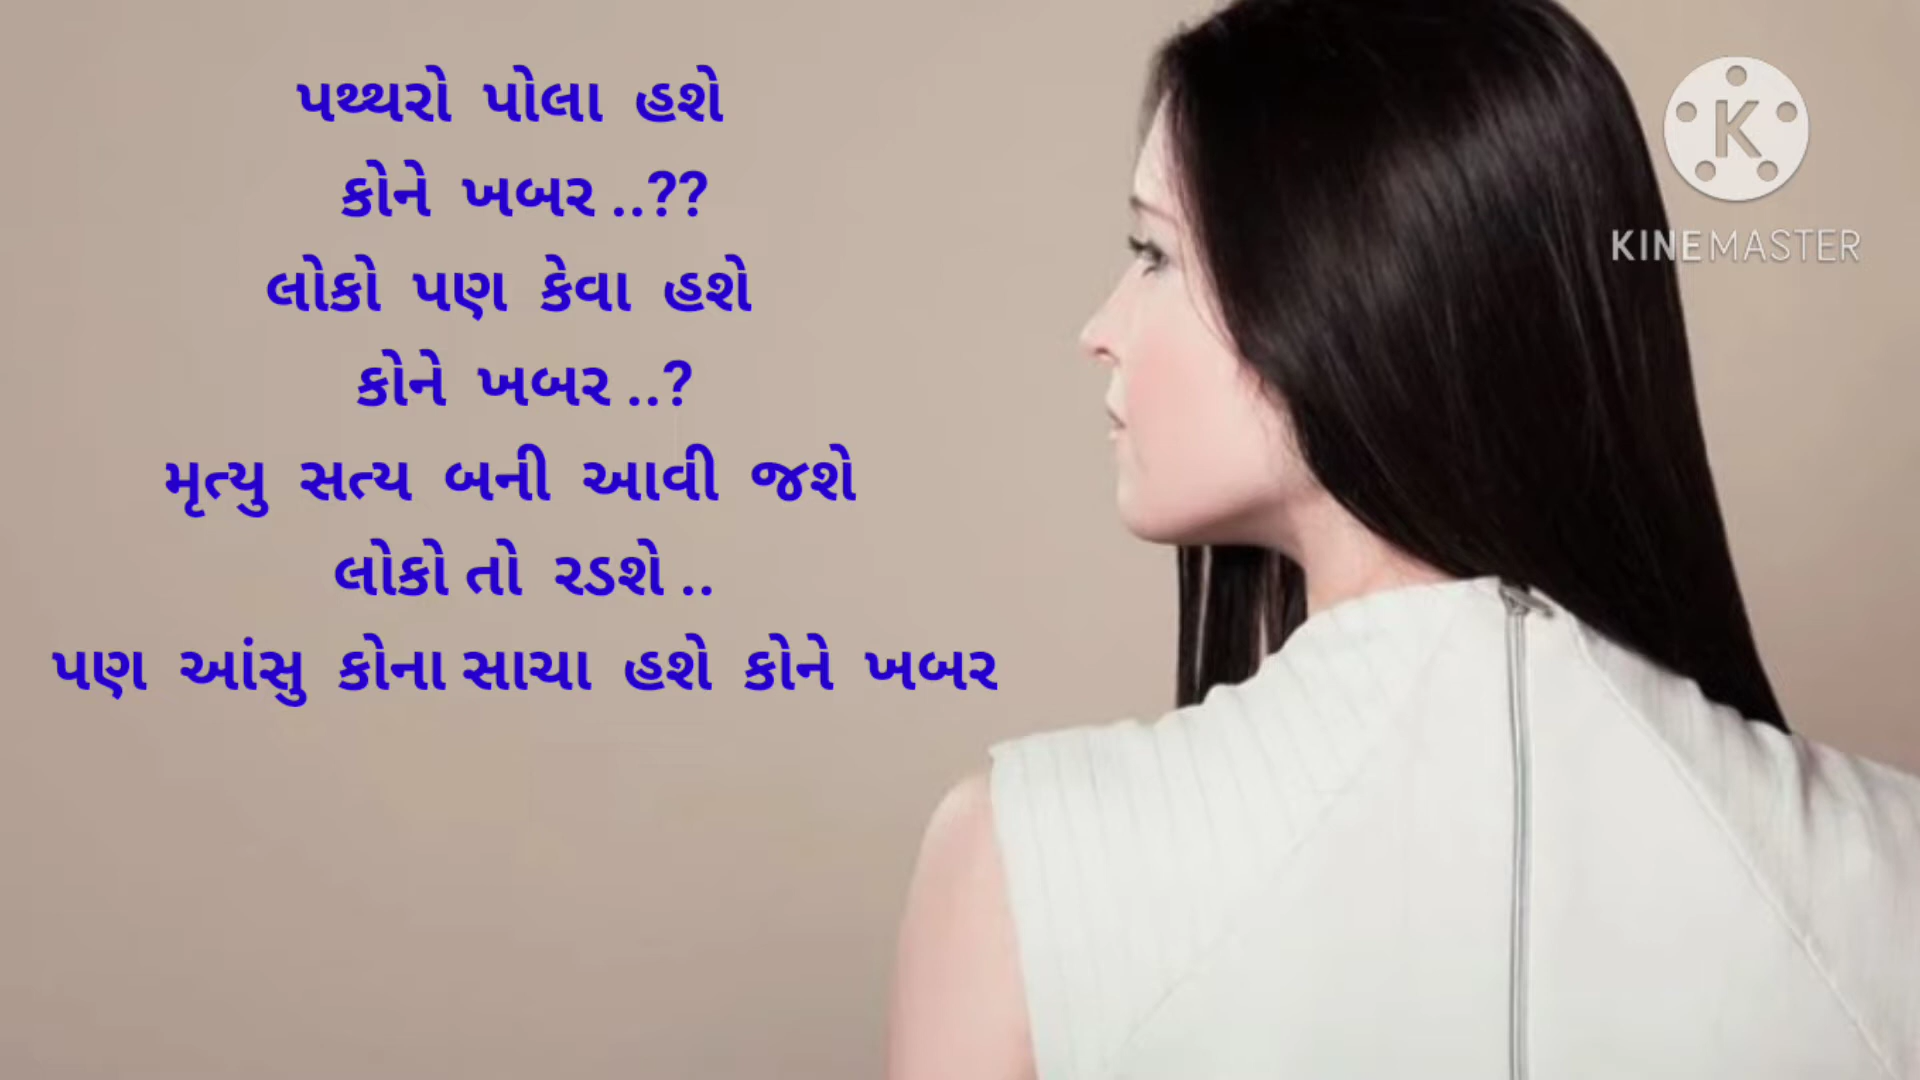 પથ્થરો પોલા હશે
કોને ખબર ..??
લોકો પણ કેવા હશે
કોને ખબર ..?
મૃત્યુ સત્ય બની આવી જશે
લોકો તો રડશે ..
પણ આંસુ કોના સાચા હશે કોને ખબર
K
KINEMASTER